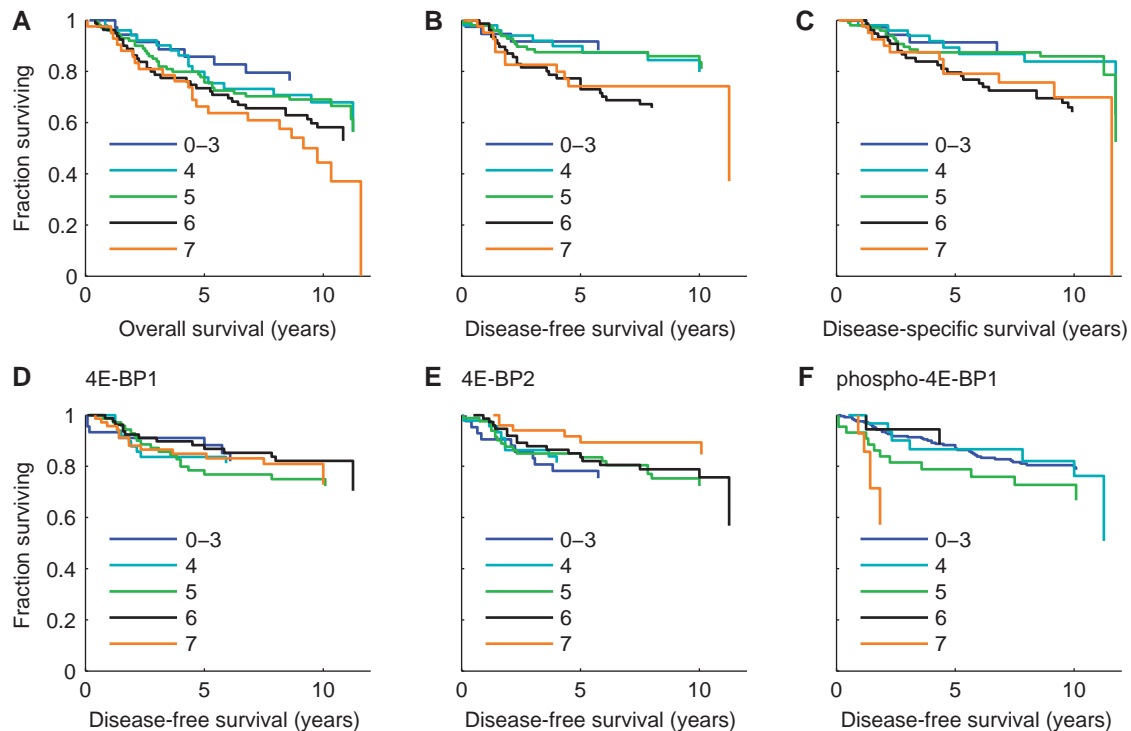 A
B
C
Fraction surviving
1
0.8
0.6
0.4
0.2
0
0–3
4
5
6
7
0 5 10
Overall survival (years)
0–3
4
5
6
7
0 5 10
Disease-free survival (years)
0–3
4
5
6
7
0 5 10
Disease-specific survival (years)
D 4E-BP1
E 4E-BP2
F phospho-4E-BP1
Fraction surviving
1
0.8
0.6
0.4
0.2
0
0–3
4
5
6
7
0 5 10
Disease-free survival (years)
0–3
4
5
6
7
0 5 10
Disease-free survival (years)
0–3
4
5
6
7
0 5 10
Disease-free survival (years)